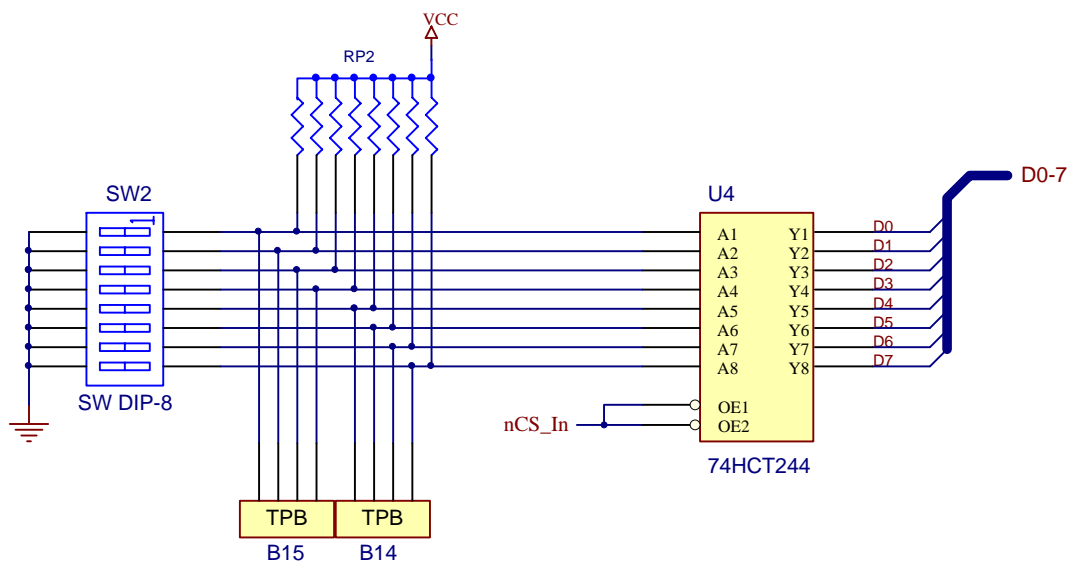 VCC
RP2
SW2
1
SW DIP-8
U4
D0-7
A1 Y1 D0
A2 Y2 D1
A3 Y3 D2
A4 Y4 D3
A5 Y5 D4
A6 Y6 D5
A7 Y7 D6
A8 Y8 D7
OE1
nCS_In OE2
74HCT244
TPB TPB
B15 B14